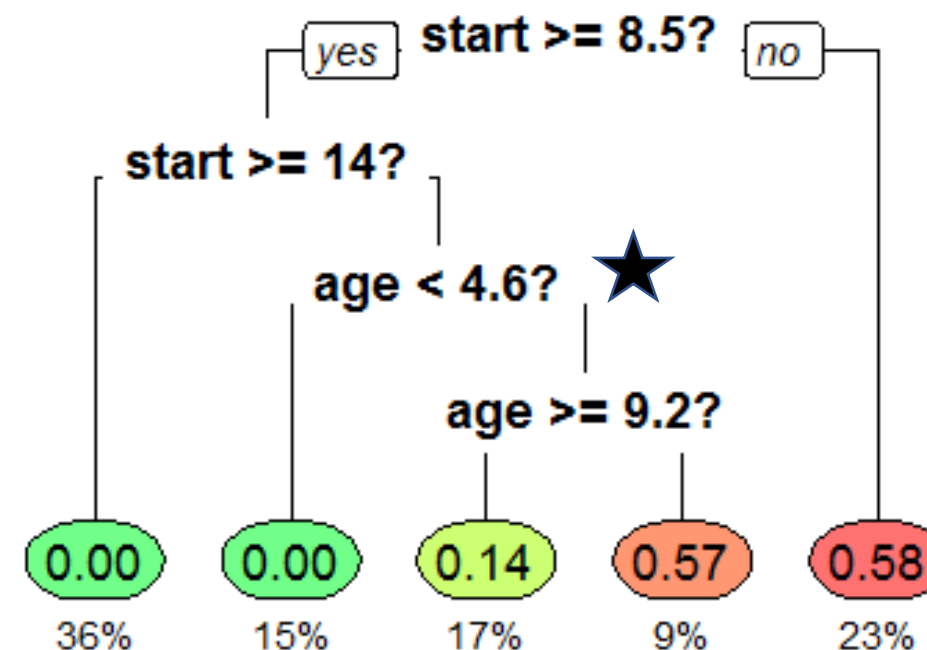 yes start >= 8.5? no
start >= 14?
age < 4.6?
age >= 9.2?
0.00 0.00 0.14 0.57 0.58
36% 15% 17% 9% 23%